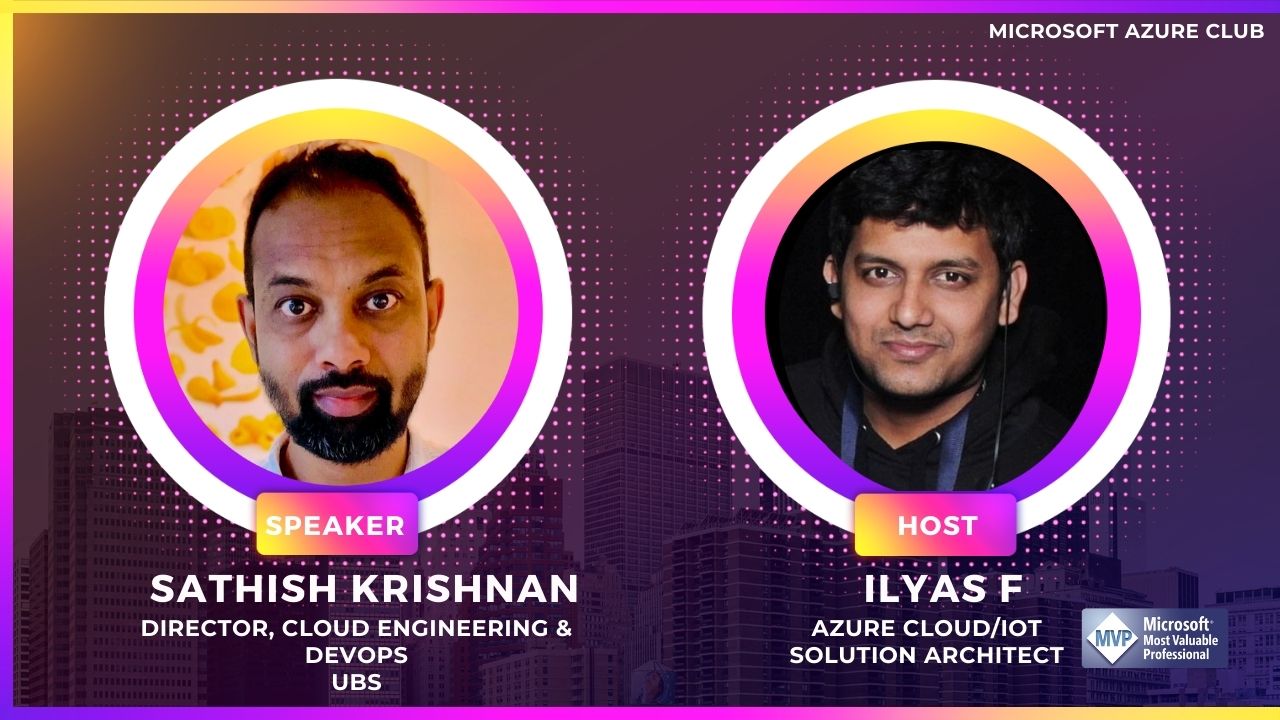 MICROSOFT AZURE CLUB
SPEAKER
SATHISH KRISHNAN
DIRECTOR, CLOUD ENGINEERING &
DEVOPS
UBS
HOST
ILYAS F
AZURE CLOUD/IOT
SOLUTION ARCHITECT
MVP
Microsoft®
Most Valuable
Professional